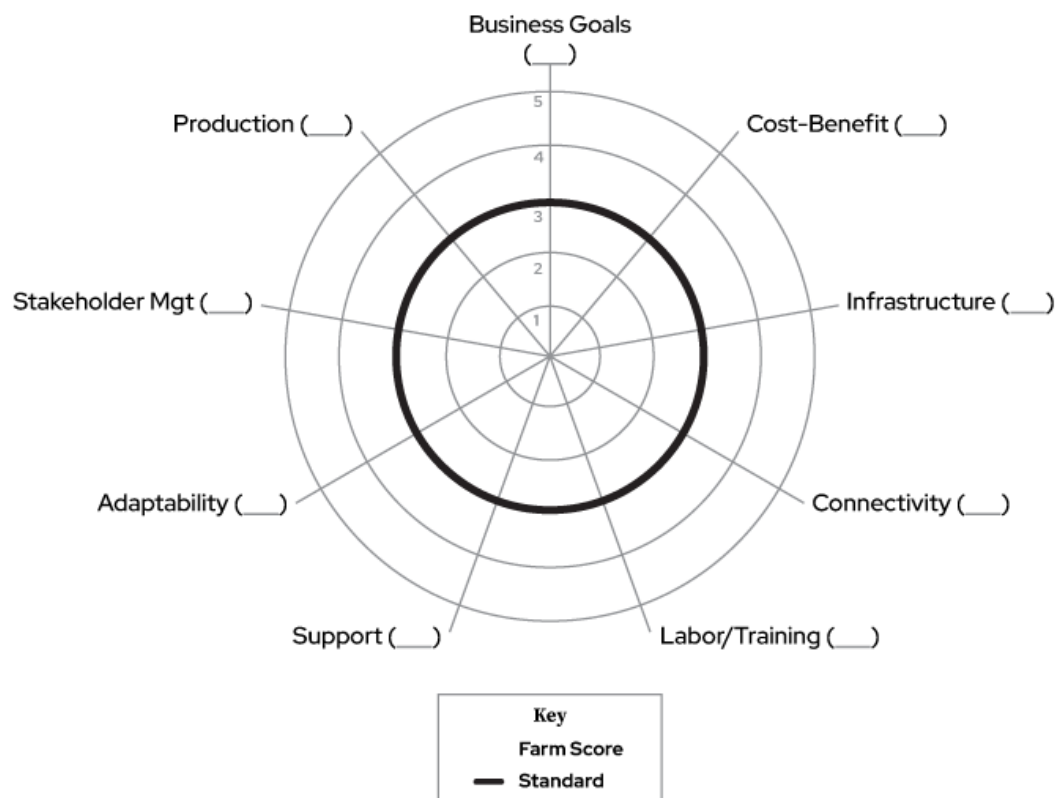 Business Goals
(___)
Production (___)
Cost-Benefit (___)
5
4
3
2
1
Stakeholder Mgt (___)
Infrastructure (___)
Adaptability (___)
Connectivity (___)
Support (___)
Labor/Training (___)
Key
Farm Score
Standard